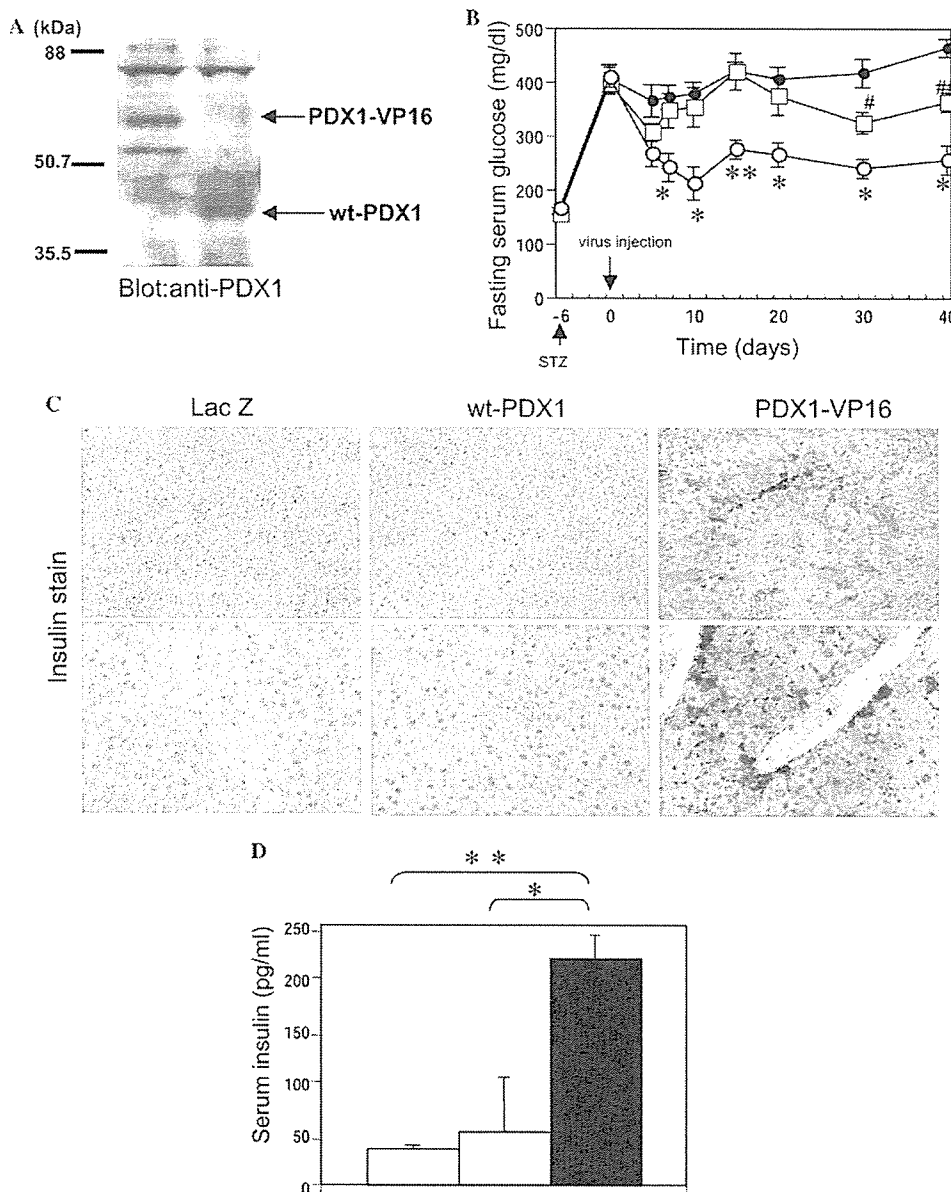 A (kDa)
88
PDX1-VP16
50.7
wt-PDX1
35.5
Blot:anti-PDX1
B
Fasting serum glucose (mg/dl)
500
400
300
200
100
0
# ##
* * ** * * *
virus injection
-6 0 10 20 30 40
STZ
Time (days)
C
Lac Z wt-PDX1 PDX1-VP16
Insulin stain
D
* *
*
Serum insulin (pg/ml)
250
200
150
100
50
0